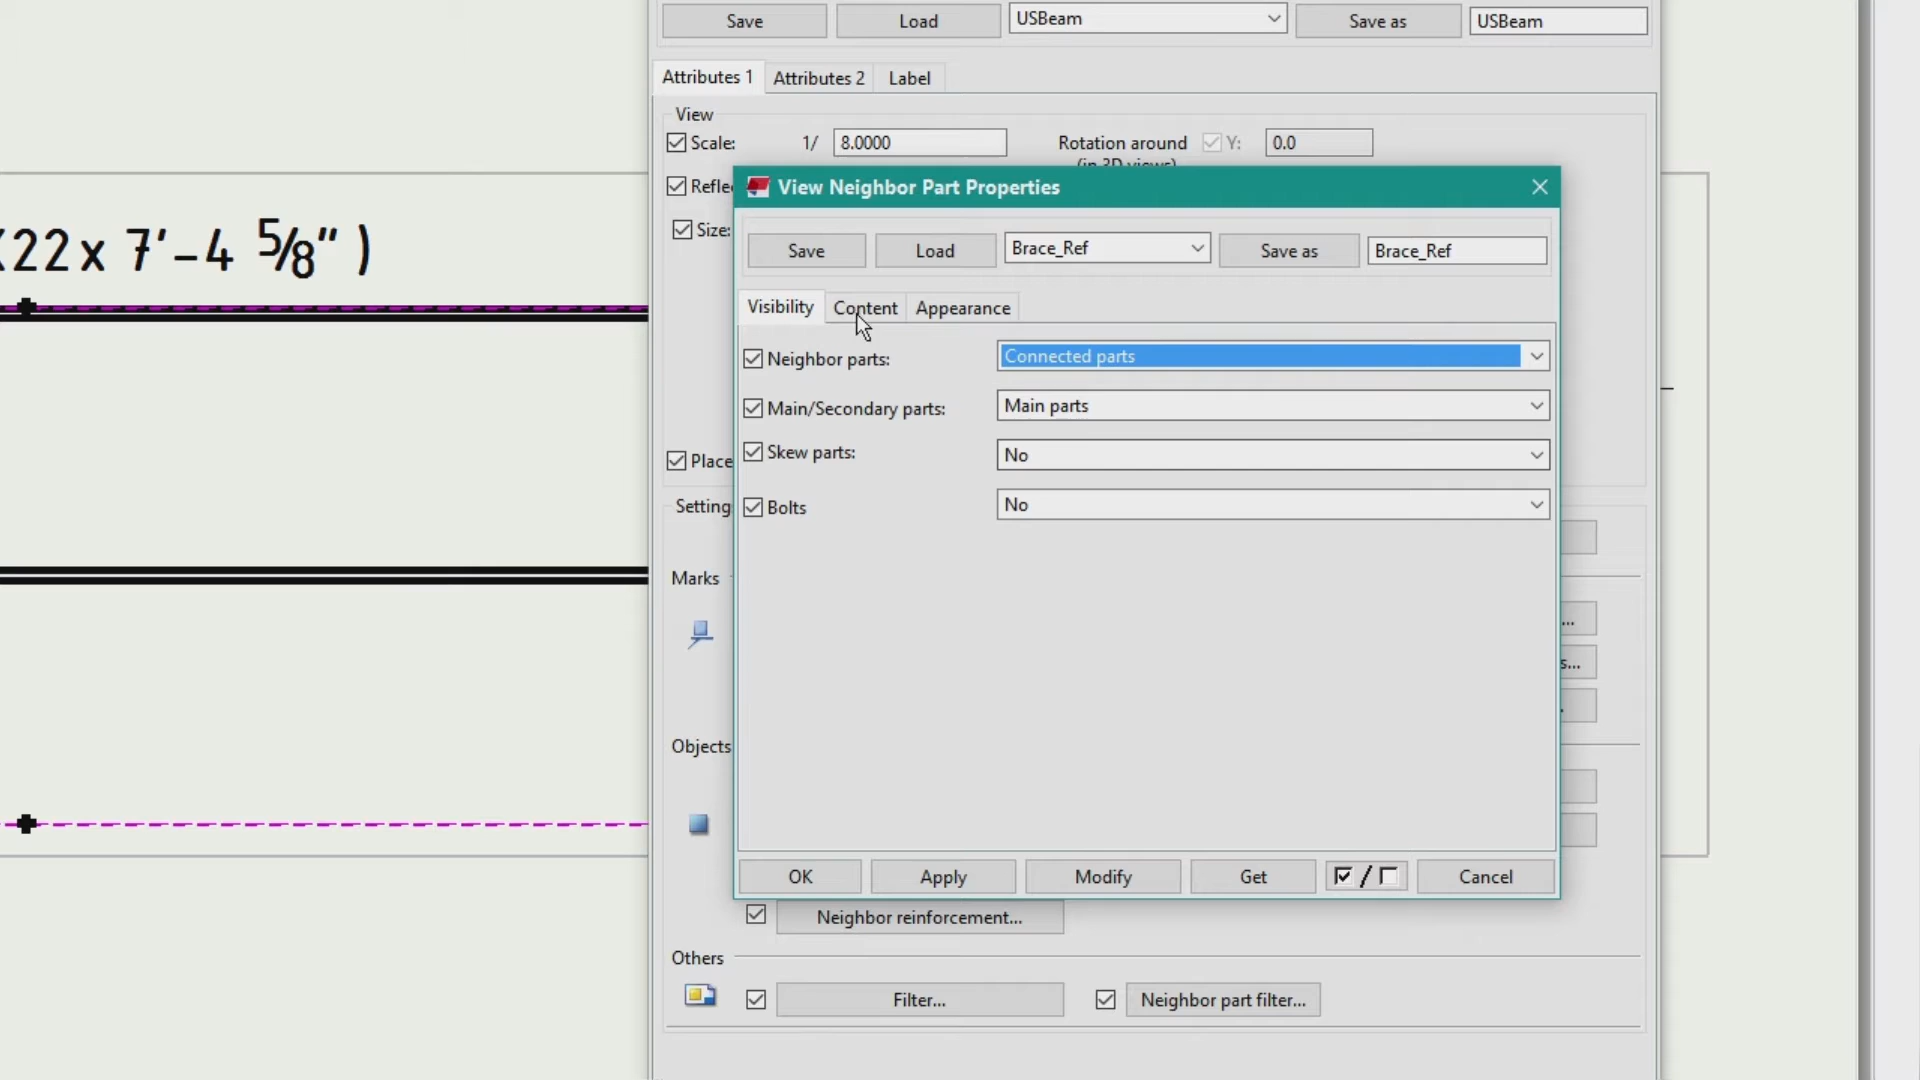 Save Load USBeam Save as USBeam
Attributes 1 Attributes 2 Label
View
Scale: 1/ 8.0000 Rotation around Y: 0.0
View Neighbor Part Properties
Size:
(22 x 7'-4 5/8" )
Save Load Brace_Ref Save as Brace_Ref
Visibility Content Appearance
Neighbor parts: Connected parts
Main/Secondary parts: Main parts
Skew parts: No
Place
Setting
Bolts No
Marks
...
s...
Objects
OK Apply Modify Get / Cancel
Neighbor reinforcement...
Others
Filter... Neighbor part filter...